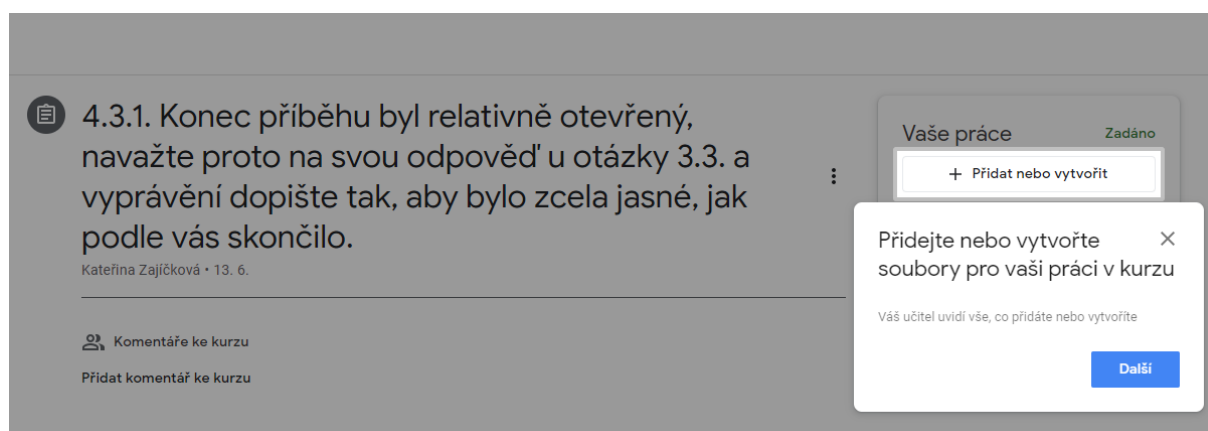 4.3.1. Konec příběhu byl relativně otevřený,
navažte proto na svou odpověď u otázky 3.3. a
vyprávění dopište tak, aby bylo zcela jasné, jak
podle vás skončilo.
Kateřina Zajíčková • 13. 6.
Komentáře ke kurzu
Přidat komentář ke kurzu
Vaše práce
Zadáno
+ Přidat nebo vytvořit
Přidejte nebo vytvořte
soubory pro vaši práci v kurzu
Váš učitel uvidí vše, co přidáte nebo vytvoříte
Další